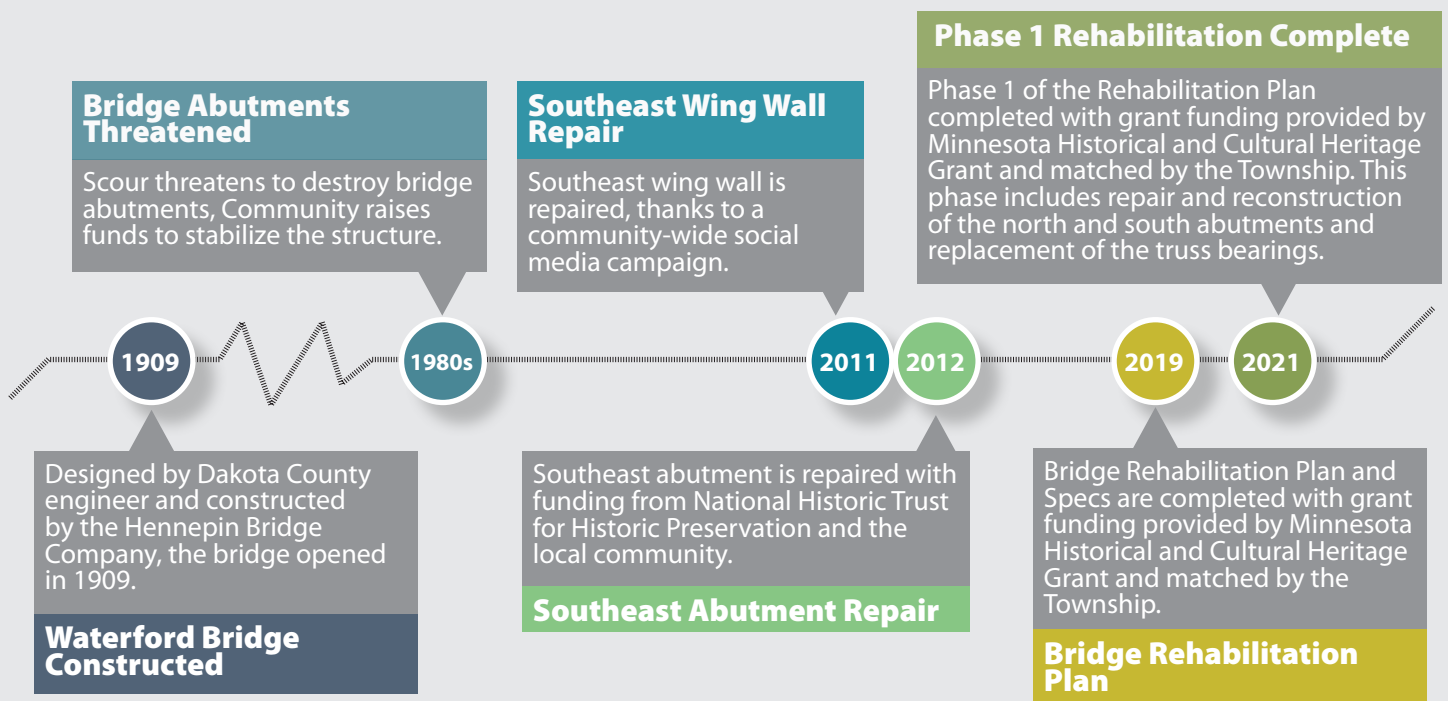 Waterford Bridge
Constructed
Designed by Dakota County
engineer and constructed
by the Hennepin Bridge
Company, the bridge opened
in 1909.
1909
Bridge Abutments
Threatened
Scour threatens to destroy bridge
abutments, Community raises
funds to stabilize the structure.
1980s
Southeast Wing Wall
Repair
Southeast wing wall is
repaired, thanks to a
community-wide social
media campaign.
2011
2012
Southeast abutment is repaired with
funding from National Historic Trust
for Historic Preservation and the
local community.
Southeast Abutment Repair
2019
Bridge Rehabilitation Plan and
Specs are completed with grant
funding provided by Minnesota
Historical and Cultural Heritage
Grant and matched by the
Township.
Bridge Rehabilitation
Plan
Phase 1 Rehabilitation Complete
Phase 1 of the Rehabilitation Plan
completed with grant funding provided by
Minnesota Historical and Cultural Heritage
Grant and matched by the Township. This
phase includes repair and reconstruction
of the north and south abutments and
replacement of the truss bearings.
2021